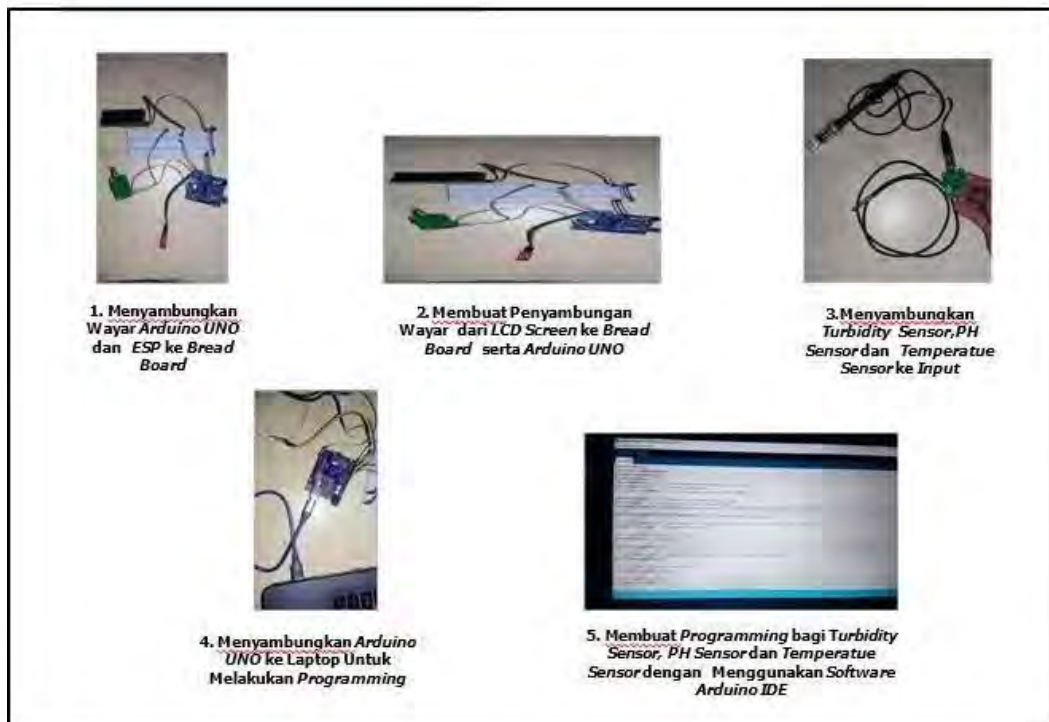 1. Menyambungkan
Wayar Arduino UNO
dan ESP ke Bread
Board
2. Membuat Penyambungan
Wayar dari LCD Screen ke Bread
Board serta Arduino UNO
3.Menyambungkan
Turbidity Sensor,PH
Sensor dan Temperatue
Sensor ke Input
4. Menyambungkan Arduino
UNO ke Laptop Untuk
Melakukan Programming
5. Membuat Programming bagi Turbidity
Sensor, PH Sensor dan Temperatue
Sensor dengan Menggunakan Software
Arduino IDE